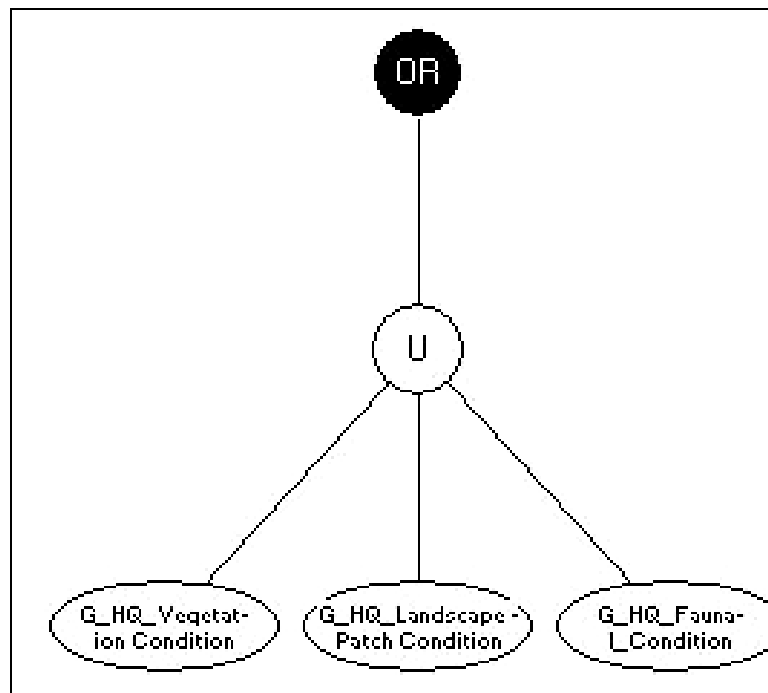 OR
U
G_HQ_Vegetat-
ion Condition
G_HQ_Landscape-
Patch Condition
G_HQ_Fauna-
l_Condition